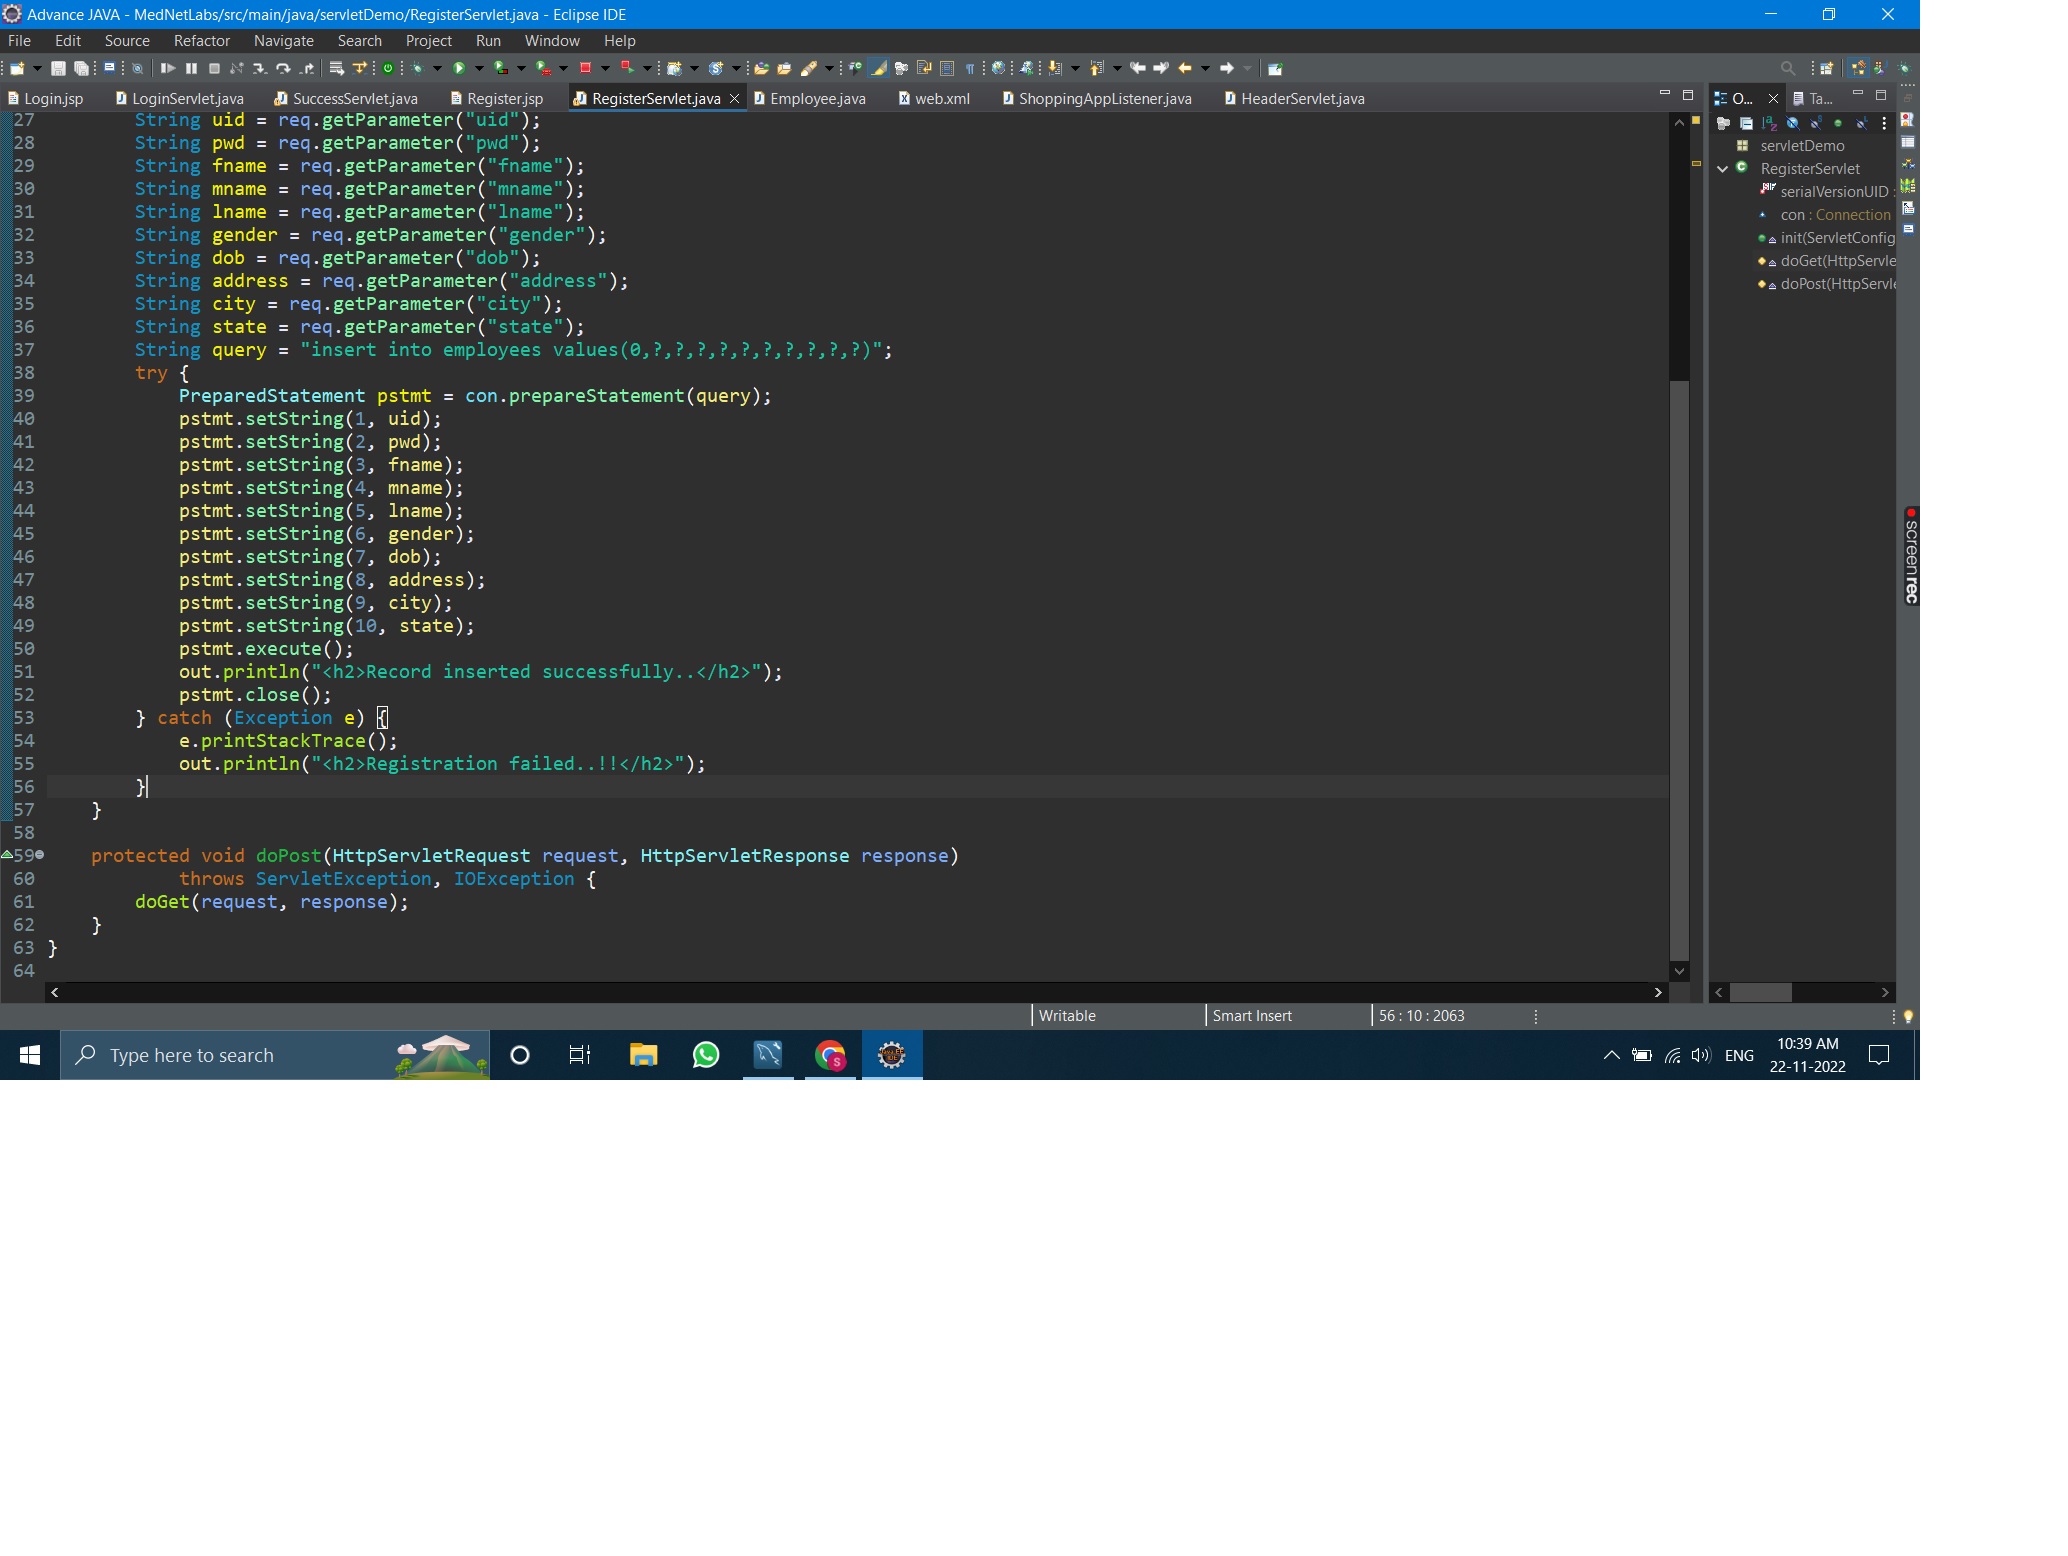 Advance JAVA - MedNetLabs/src/main/java/servletDemo/RegisterServlet.java - Eclipse IDE
File Edit Source Refactor Navigate Search Project Run Window Help
Login.jsp LoginServlet.java SuccessServlet.java Register.jsp RegisterServlet.java Employee.java web.xml ShoppingAppListener.java HeaderServlet.java O... Ta...
27 String uid = req.getParameter("uid");
28 String pwd = req.getParameter("pwd");
29 String fname = req.getParameter("fname");
30 String mname = req.getParameter("mname");
31 String lname = req.getParameter("lname");
32 String gender = req.getParameter("gender");
33 String dob = req.getParameter("dob");
34 String address = req.getParameter("address");
35 String city = req.getParameter("city");
36 String state = req.getParameter("state");
37 String query = "insert into employees values(0,?,?,?,?,?,?,?,?,?,?)";
38 try {
39 PreparedStatement pstmt = con.prepareStatement(query);
40 pstmt.setString(1, uid);
41 pstmt.setString(2, pwd);
42 pstmt.setString(3, fname);
43 pstmt.setString(4, mname);
44 pstmt.setString(5, lname);
45 pstmt.setString(6, gender);
46 pstmt.setString(7, dob);
47 pstmt.setString(8, address);
48 pstmt.setString(9, city);
49 pstmt.setString(10, state);
50 pstmt.execute();
51 out.println("<h2>Record inserted successfully..</h2>");
52 pstmt.close();
53 } catch (Exception e) {
54 e.printStackTrace();
55 out.println("<h2>Registration failed..!!</h2>");
56 }
57 }
58
59 protected void doPost(HttpServletRequest request, HttpServletResponse response)
60 throws ServletException, IOException {
61 doGet(request, response);
62 }
63 }
64
servletDemo
RegisterServlet
serialVersionUID :
con : Connection
init(ServletConfig
doGet(HttpServle
doPost(HttpServle
screenrec
Writable Smart Insert 56 : 10 : 2063
Type here to search
ENG
10:39 AM
22-11-2022